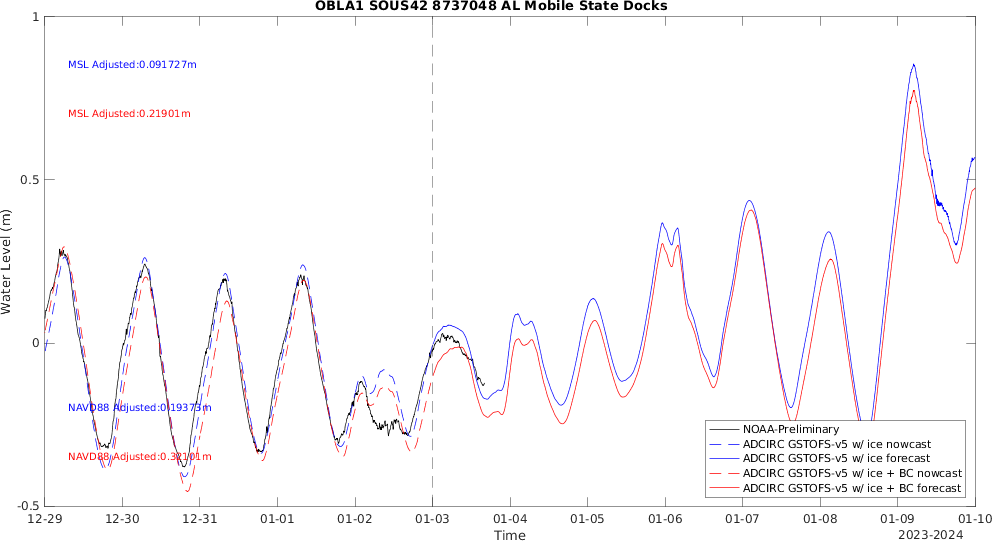 OBLA1 SOUS42 8737048 AL Mobile State Docks
1
MSL Adjusted:0.091727m
MSL Adjusted:0.21901m
0.5
Water Level (m)
0
NAVD88 Adjusted:0.19373m
NAVD88 Adjusted:0.32101m
-0.5
NOAA-Preliminary
ADCIRC GSTOFS-v5 w/ ice nowcast
ADCIRC GSTOFS-v5 w/ ice forecast
ADCIRC GSTOFS-v5 w/ ice + BC nowcast
ADCIRC GSTOFS-v5 w/ ice + BC forecast
12-29 12-30 12-31 01-01 01-02 01-03 01-04 01-05 01-06 01-07 01-08 01-09 01-10
Time
2023-2024